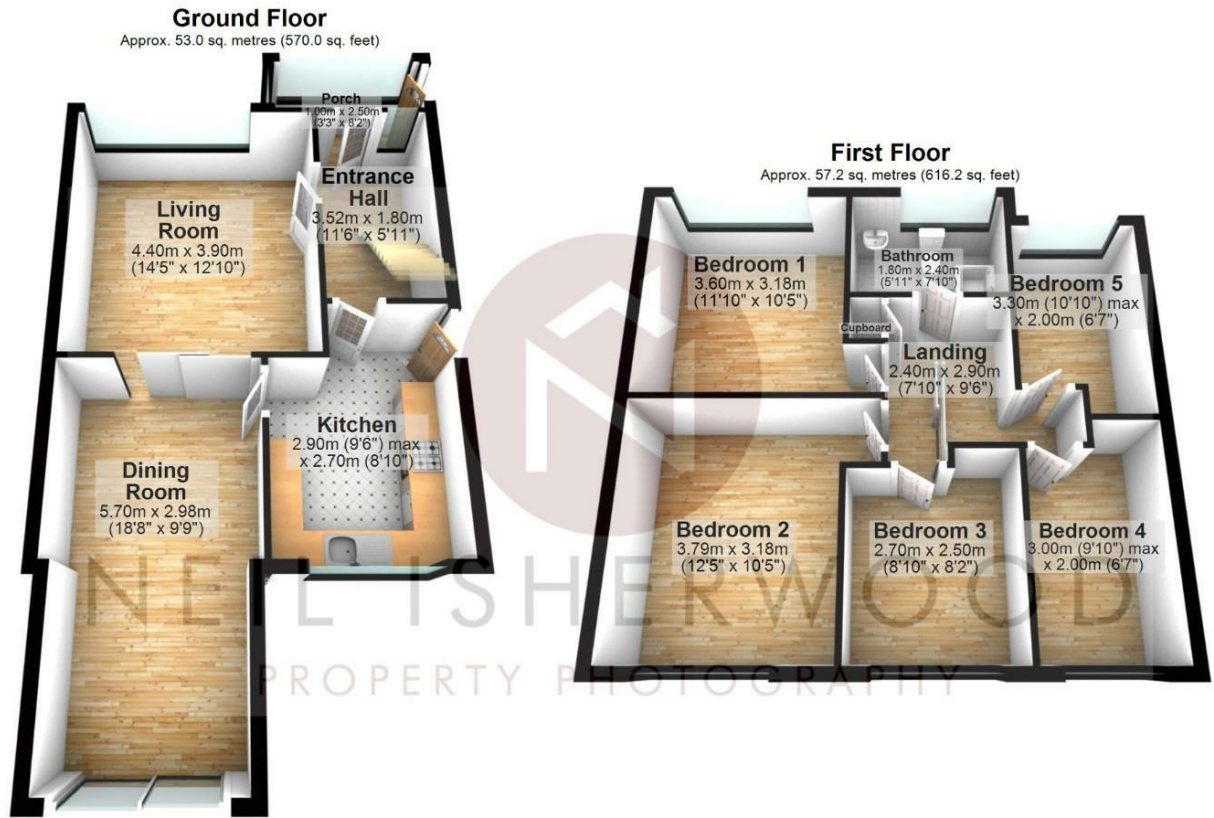 Ground Floor
Approx. 53.0 sq. metres (570.0 sq. feet)
Porch
1.00m x 2.50m
(3'3" x 8'2")
Entrance
Hall
3.52m x 1.80m
(11'6" x 5'11")
Living
Room
4.40m x 3.90m
(14'5" x 12'10")
Kitchen
2.90m (9'6") max
x 2.70m (8'10")
Dining
Room
5.70m x 2.98m
(18'8" x 9'9")
First Floor
Approx. 57.2 sq. metres (616.2 sq. feet)
Bedroom 1
3.60m x 3.18m
(11'10" x 10'5")
Bathroom
1.80m x 2.40m
(5'11" x 7'10")
Bedroom 5
3.30m (10'10") max
x 2.00m (6'7")
Cupboard
Landing
2.40m x 2.90m
(7'10" x 9'6")
Bedroom 2
3.79m x 3.18m
(12'5" x 10'5")
Bedroom 3
2.70m x 2.50m
(8'10" x 8'2")
Bedroom 4
3.00m (9'10") max
x 2.00m (6'7")
NEIL ISHERWOOD
PROPERTY PHOTOGRAPHY